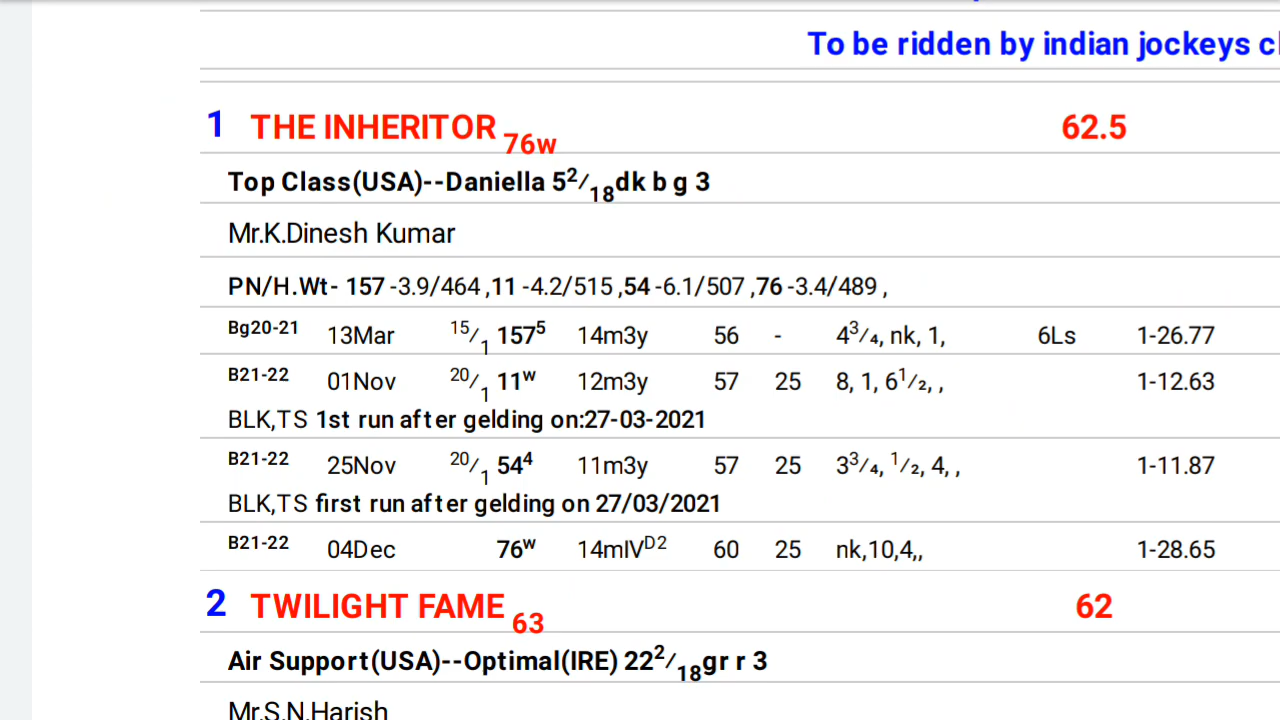 To be ridden by indian jockeys
1 THE INHERITOR 76w 62.5
Top Class(USA)--Daniella 5²/₁₈dk b g 3
Mr.K.Dinesh Kumar
PN/H.Wt- 157 -3.9/464 ,11 -4.2/515 ,54 -6.1/507 ,76 -3.4/489 ,
Bg20-21 13Mar ¹⁵/₁ 157⁵ 14m3y 56 - 4³/₄, nk, 1, 6Ls 1-26.77
B21-22 01Nov ²⁰/₁ 11ʷ 12m3y 57 25 8, 1, 6¹/₂, , 1-12.63
BLK,TS 1st run after gelding on:27-03-2021
B21-22 25Nov ²⁰/₁ 54⁴ 11m3y 57 25 3³/₄, ¹/₂, 4, , 1-11.87
BLK,TS first run after gelding on 27/03/2021
B21-22 04Dec 76ʷ 14mIVᴰ² 60 25 nk,10,4,, 1-28.65
2 TWILIGHT FAME 63 62
Air Support(USA)--Optimal(IRE) 22²/₁₈gr r 3
Mr.S.N.Harish